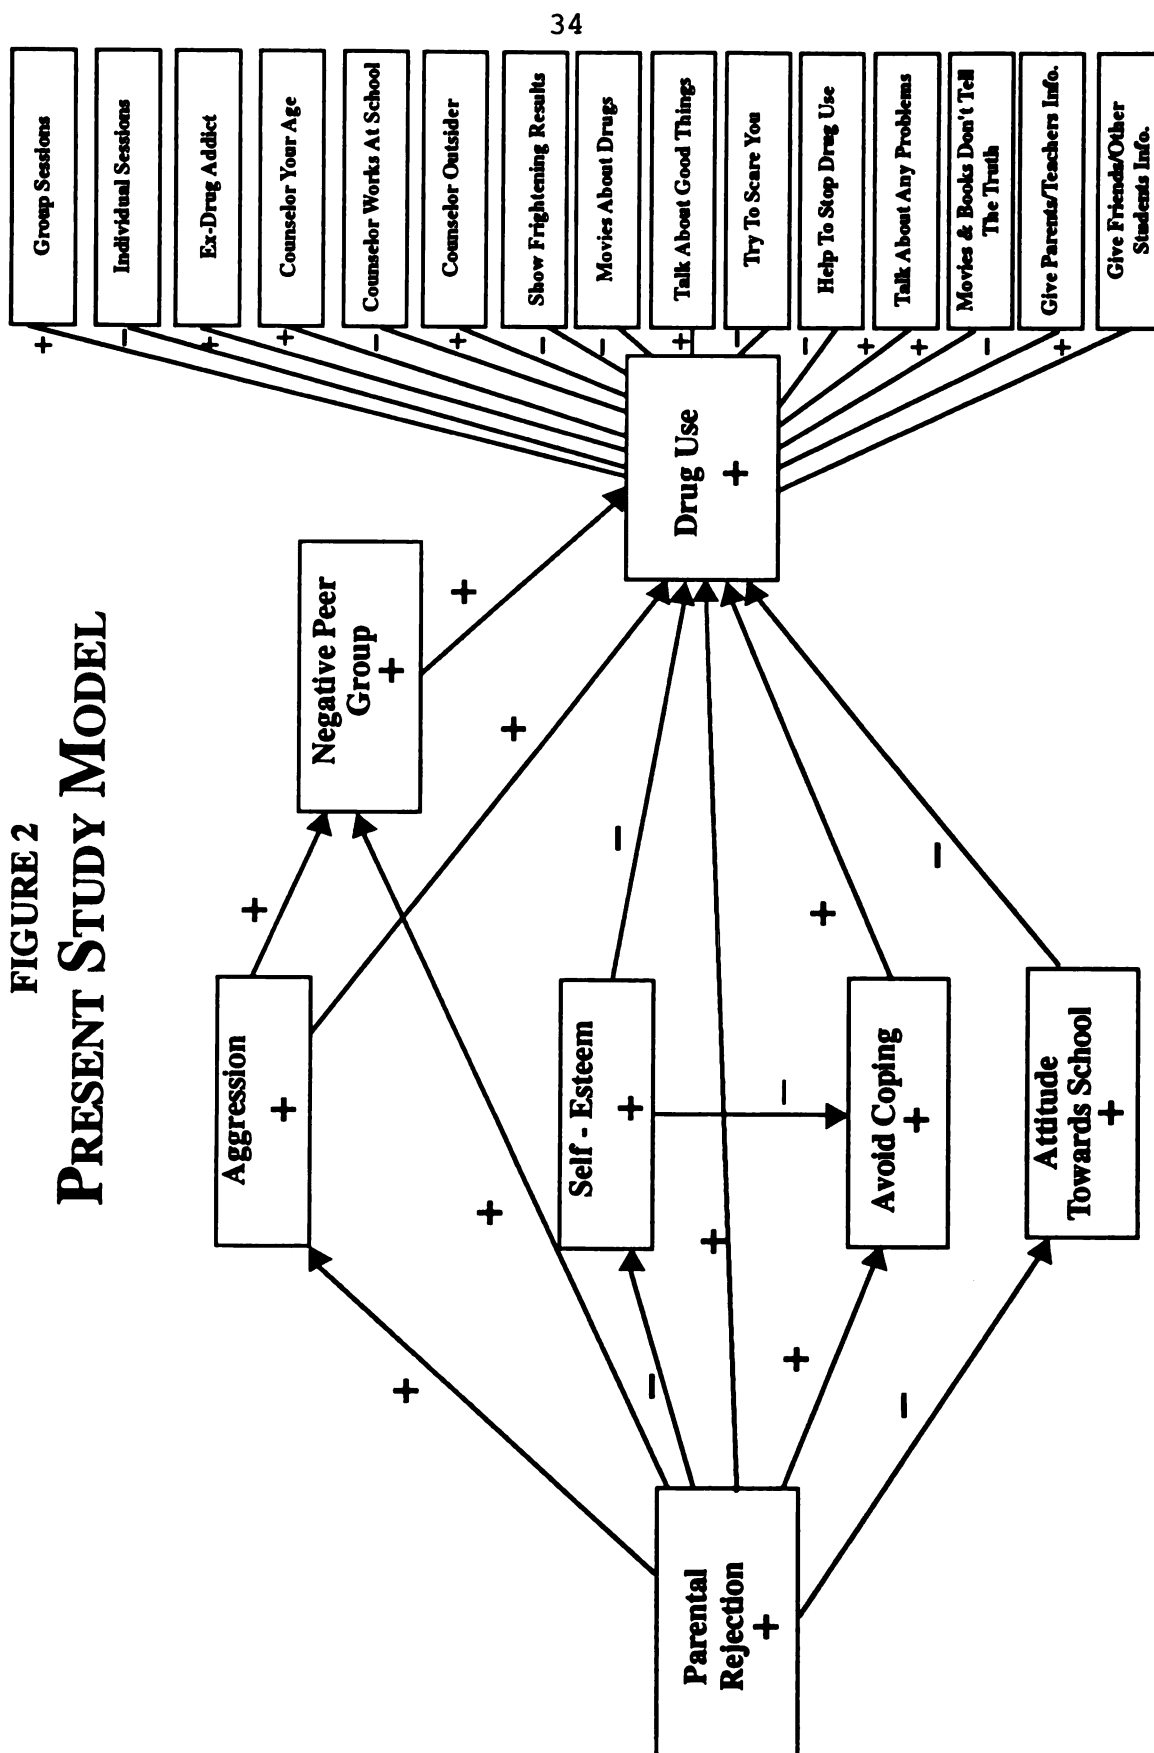 34
FIGURE 2
PRESENT STUDY MODEL
Parental
Rejection
+
+
+
−
+
+
−
Aggression
+
Self - Esteem
+
−
Avoid Coping
+
Attitude
Towards School
+
+
+
−
+
−
Negative Peer
Group
+
+
Drug Use
+
+
Group Sessions
−
Individual Sessions
+
Ex-Drug Addict
+
Counselor Your Age
−
Counselor Works At School
+
Counselor Outsider
−
Show Frightening Results
−
Movies About Drugs
+
Talk About Good Things
−
Try To Scare You
−
Help To Stop Drug Use
+
Talk About Any Problems
+
Movies & Books Don't Tell
The Truth
−
Give Parents/Teachers Info.
+
Give Friends/Other
Students Info.